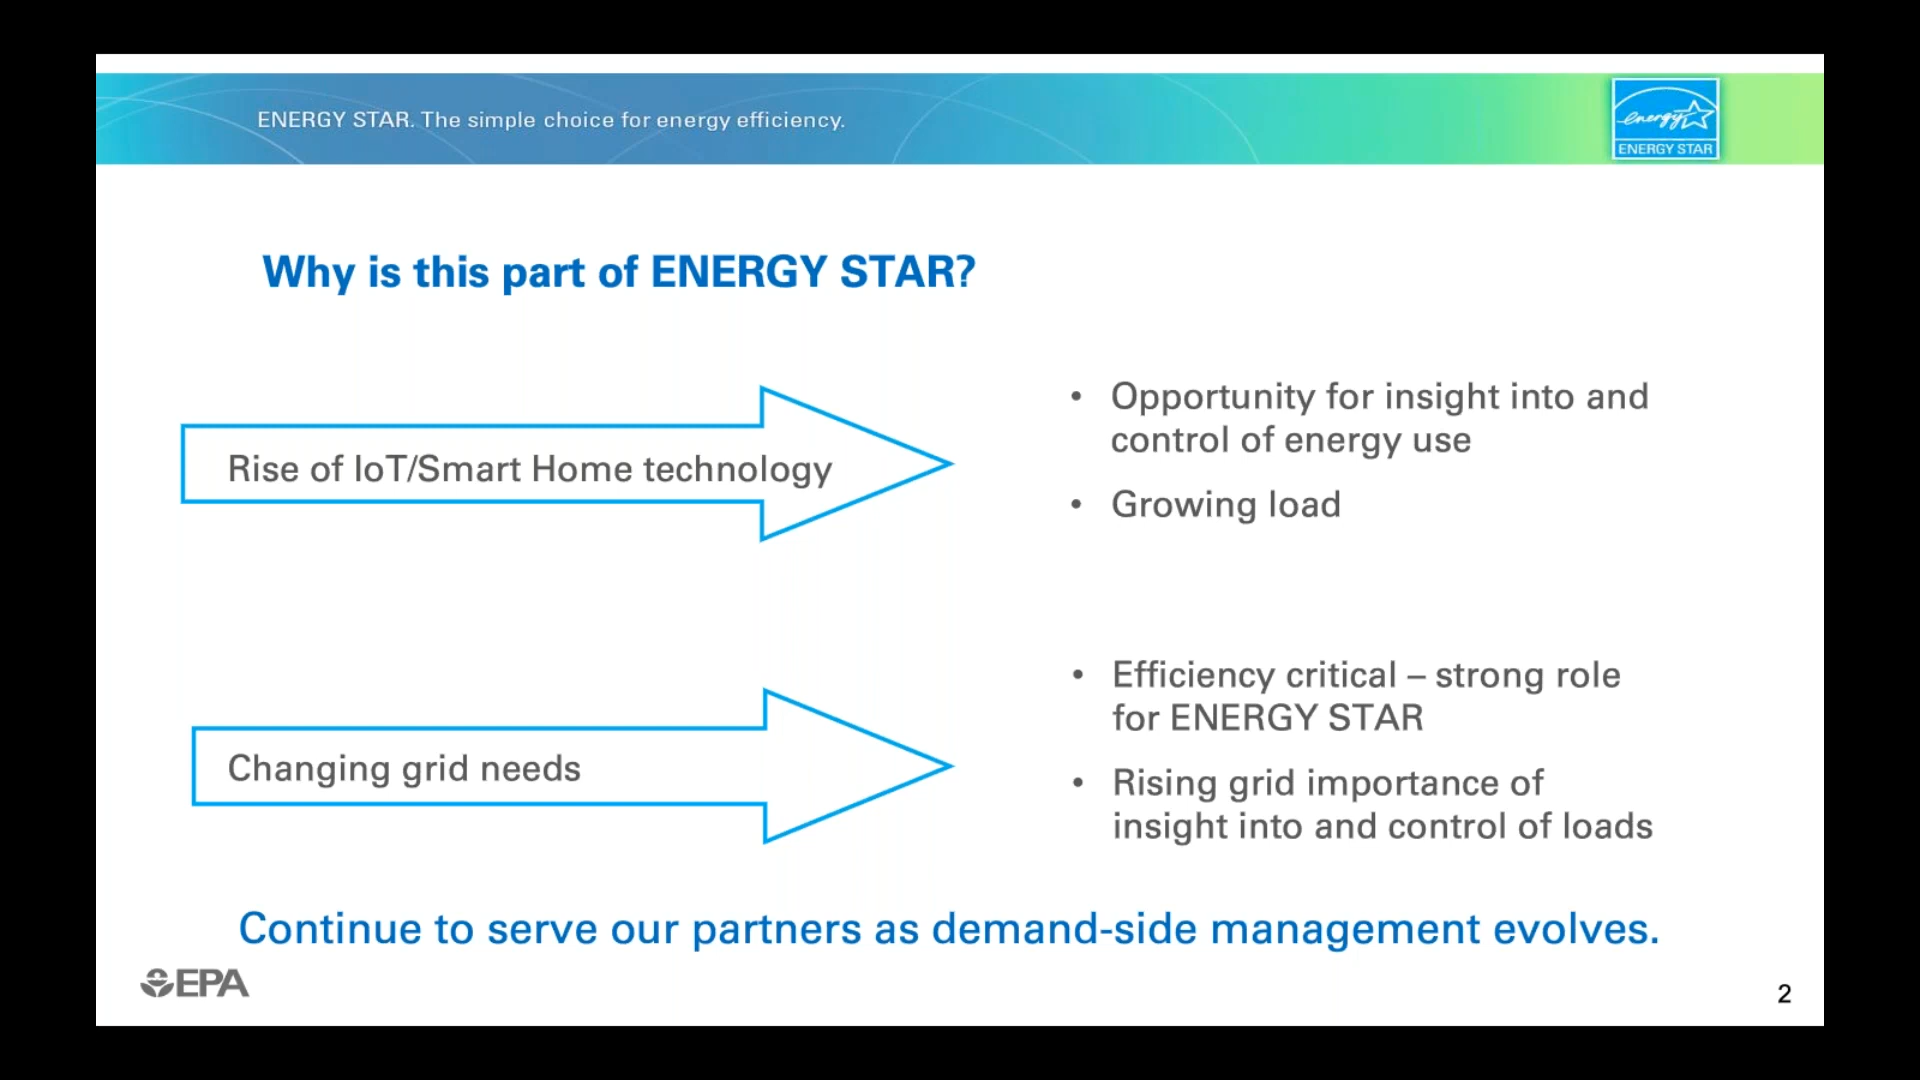 ENERGY STAR. The simple choice for energy efficiency.
energy
ENERGY STAR
Why is this part of ENERGY STAR?
Rise of IoT/Smart Home technology
• Opportunity for insight into and
control of energy use
• Growing load
Changing grid needs
• Efficiency critical – strong role
for ENERGY STAR
• Rising grid importance of
insight into and control of loads
Continue to serve our partners as demand-side management evolves.
EPA
2